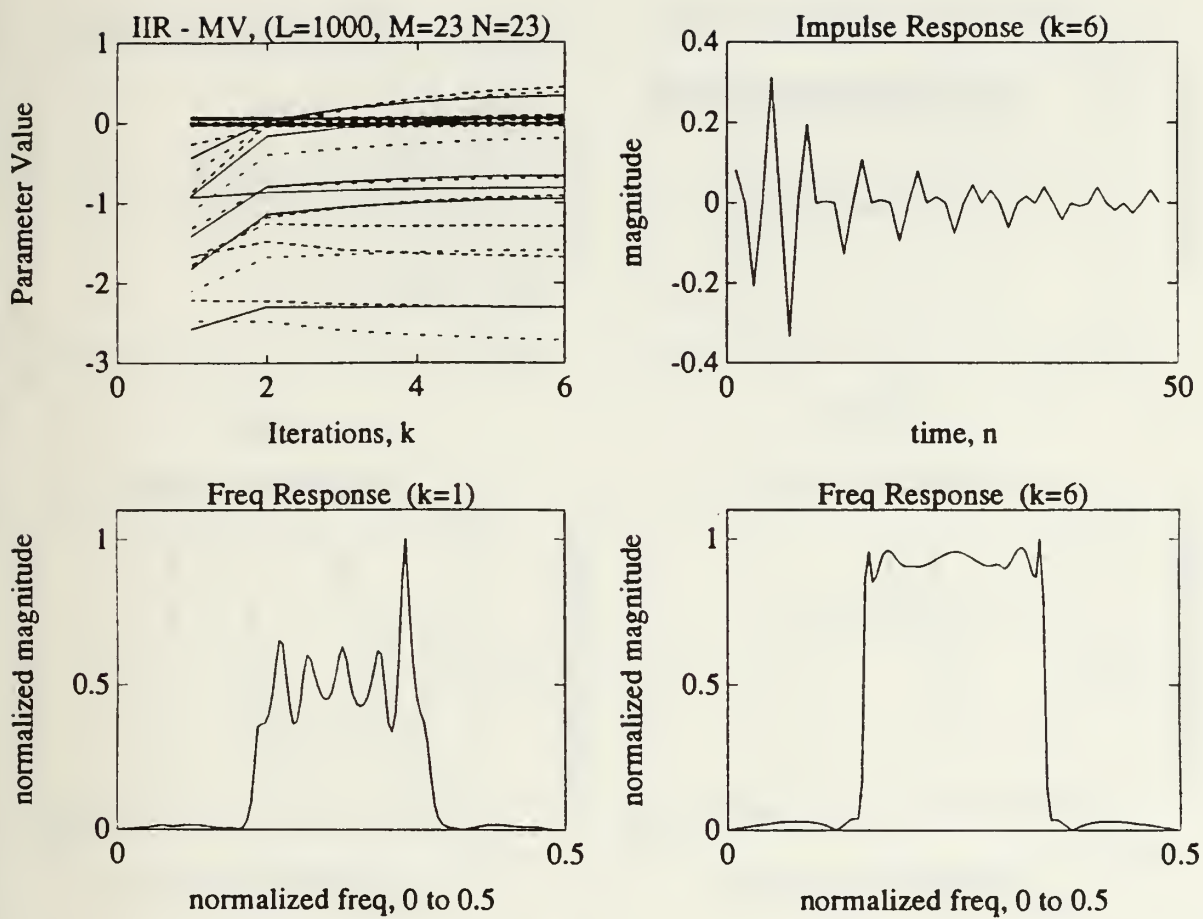 IIR - MV, (L=1000, M=23 N=23)
Parameter Value
1
0
-1
-2
-3
0
2
4
6
Iterations, k
Impulse Response (k=6)
magnitude
0.4
0.2
0
-0.2
-0.4
0
50
time, n
Freq Response (k=1)
normalized magnitude
1
0.5
0
0
0.5
normalized freq, 0 to 0.5
Freq Response (k=6)
normalized magnitude
1
0.5
0
0
0.5
normalized freq, 0 to 0.5